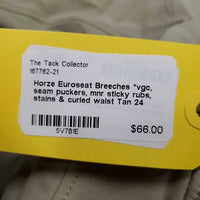 The Tack Collector
167762-21
Horze Euroseat Breeches *vgc,
seam puckers, mnr sticky rubs,
stains & curled waist Tan 24
5V7B1E
$66.00